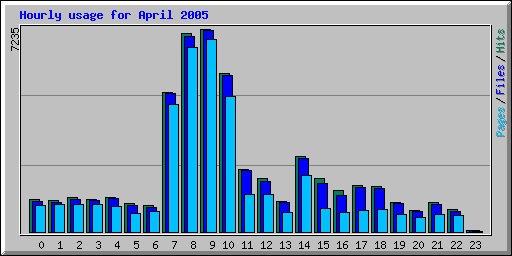 Hourly usage for April 2005
7235
Pages/Files/Hits
0 1 2 3 4 5 6 7 8 9 10 11 12 13 14 15 16 17 18 19 20 21 22 23